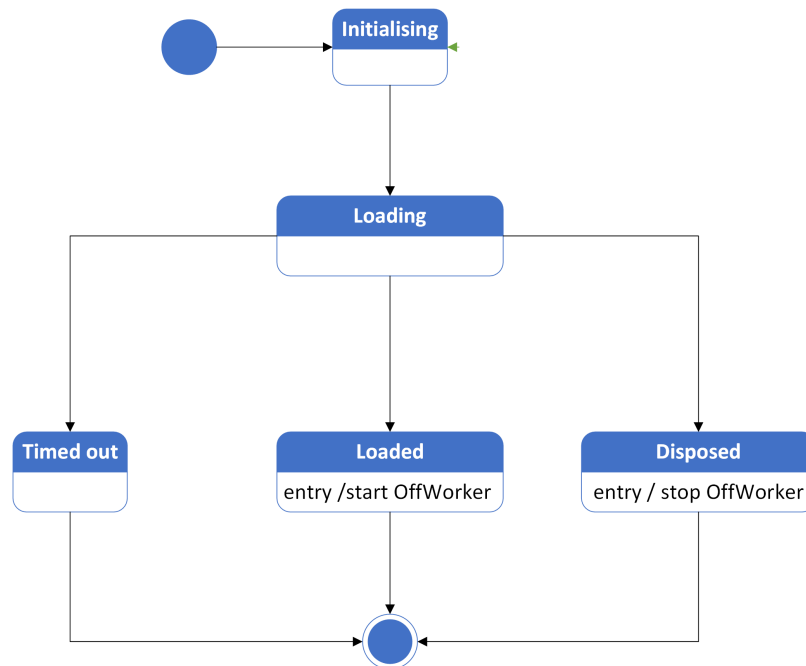 Initialising
Loading
Timed out
Loaded
Disposed
entry /start OffWorker
entry / stop OffWorker